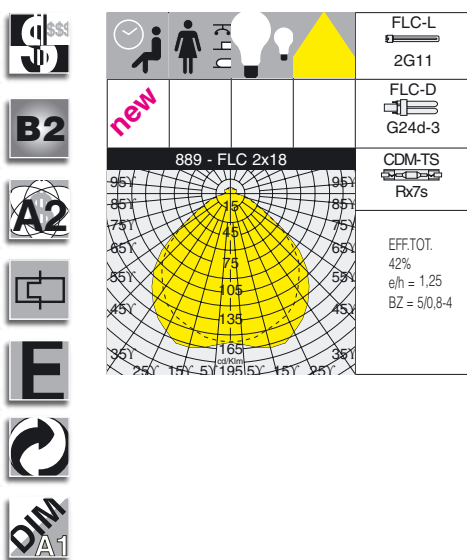 $$$
$
B2
A2
E
DIM
A1
new
889 - FLC 2x18
95° 95°
85° 15 85°
75° 45 75°
65° 75 65°
55° 105 55°
45° 135 45°
35° 165 35°
cd/Klm
25° 15° 5° 195 5° 15° 25°
FLC-L
2G11
FLC-D
G24d-3
CDM-TS
Rx7s
EFF.TOT.
42%
e/h = 1,25
BZ = 5/0,8-4